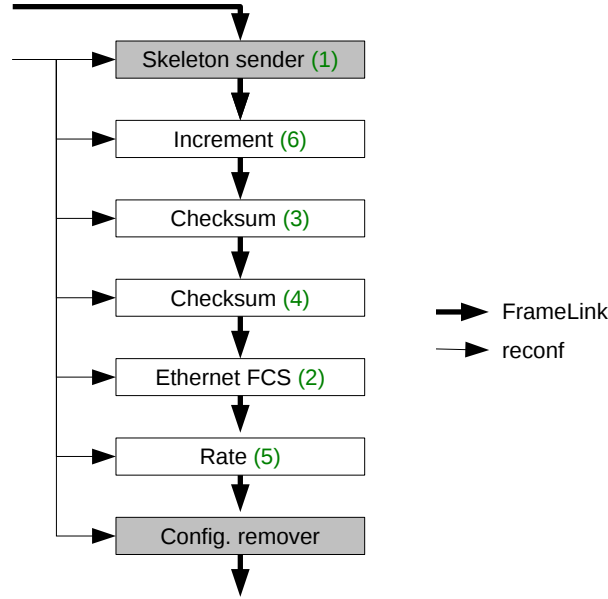 Skeleton sender (1)
Increment (6)
Checksum (3)
Checksum (4)
FrameLink
reconf
Ethernet FCS (2)
Rate (5)
Config. remover